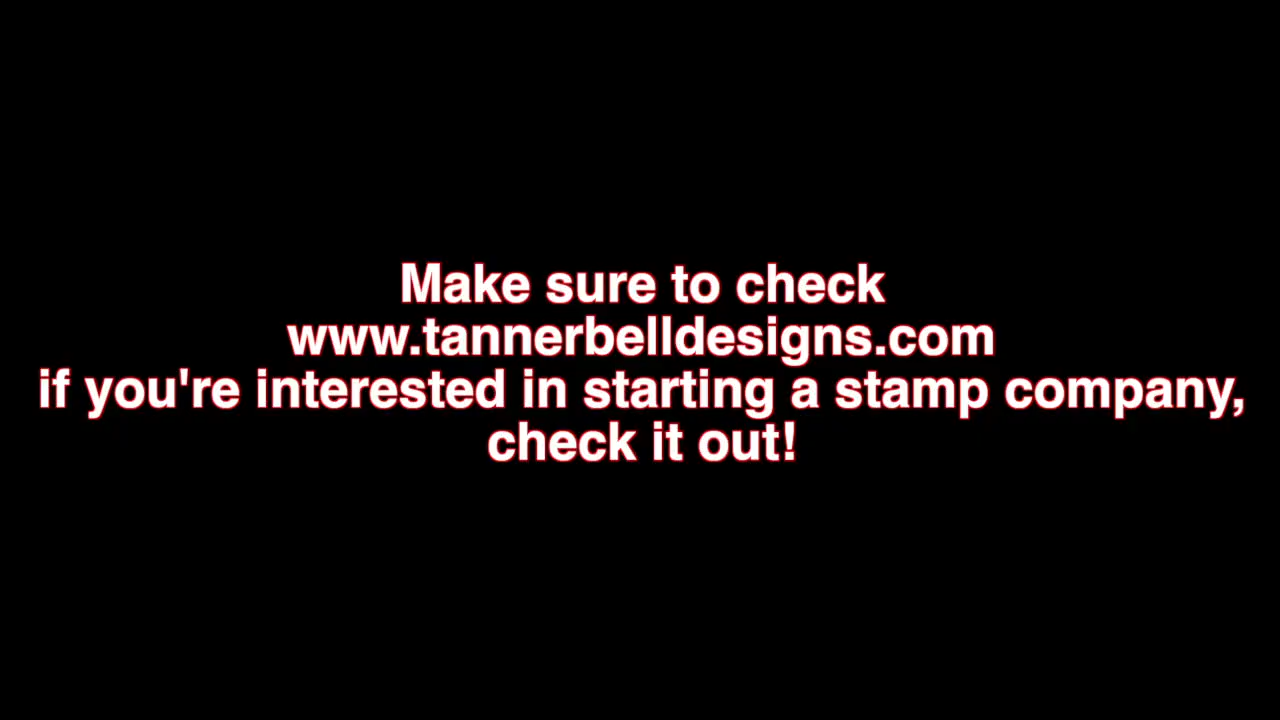 Make sure to check
www.tannerbelldesigns.com
if you're interested in starting a stamp company,
check it out!